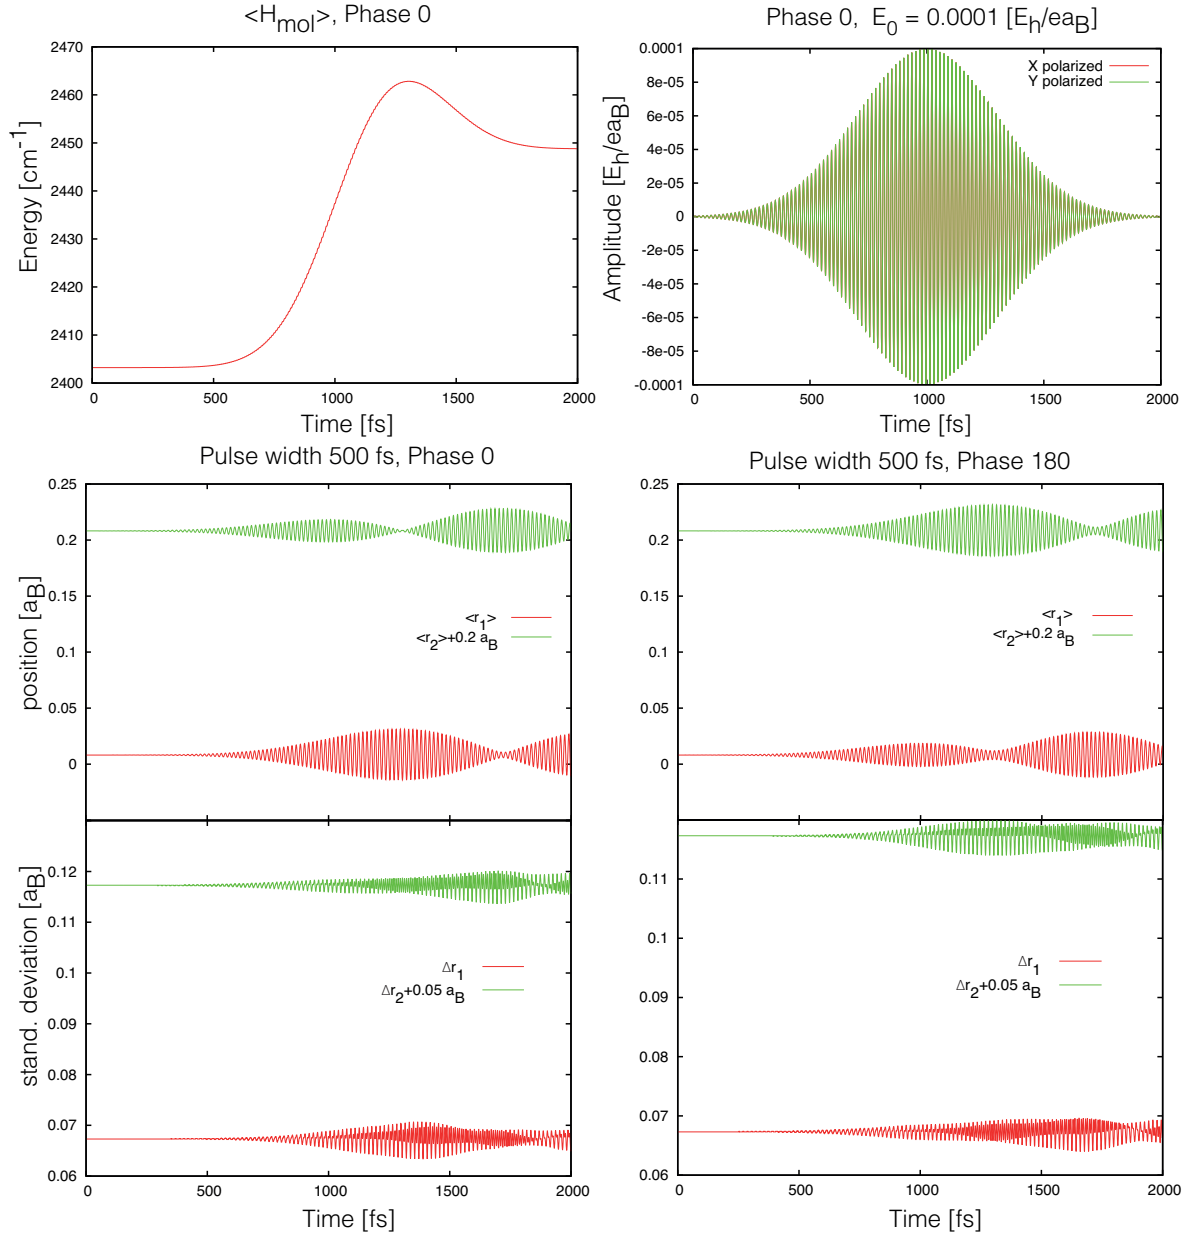 <H_mol>, Phase 0
2470
2460
2450
2440
2430
2420
2410
2400
Energy [cm^-1]
0 500 1000 1500 2000
Time [fs]
Phase 0, E_0 = 0.0001 [E_h/ea_B]
0.0001
8e-05
6e-05
4e-05
2e-05
0
-2e-05
-4e-05
-6e-05
-8e-05
-0.0001
Amplitude [E_h/ea_B]
X polarized
Y polarized
0 500 1000 1500 2000
Time [fs]
Pulse width 500 fs, Phase 0
0.25
0.2
0.15
0.1
0.05
0
position [a_B]
<r_1>
<r_2>+0.2 a_B
0.12
0.11
0.1
0.09
0.08
0.07
0.06
stand. deviation [a_B]
Δr_1
Δr_2+0.05 a_B
0 500 1000 1500 2000
Time [fs]
Pulse width 500 fs, Phase 180
0.25
0.2
0.15
0.1
0.05
0
<r_1>
<r_2>+0.2 a_B
0.11
0.1
0.09
0.08
0.07
0.06
Δr_1
Δr_2+0.05 a_B
0 500 1000 1500 2000
Time [fs]